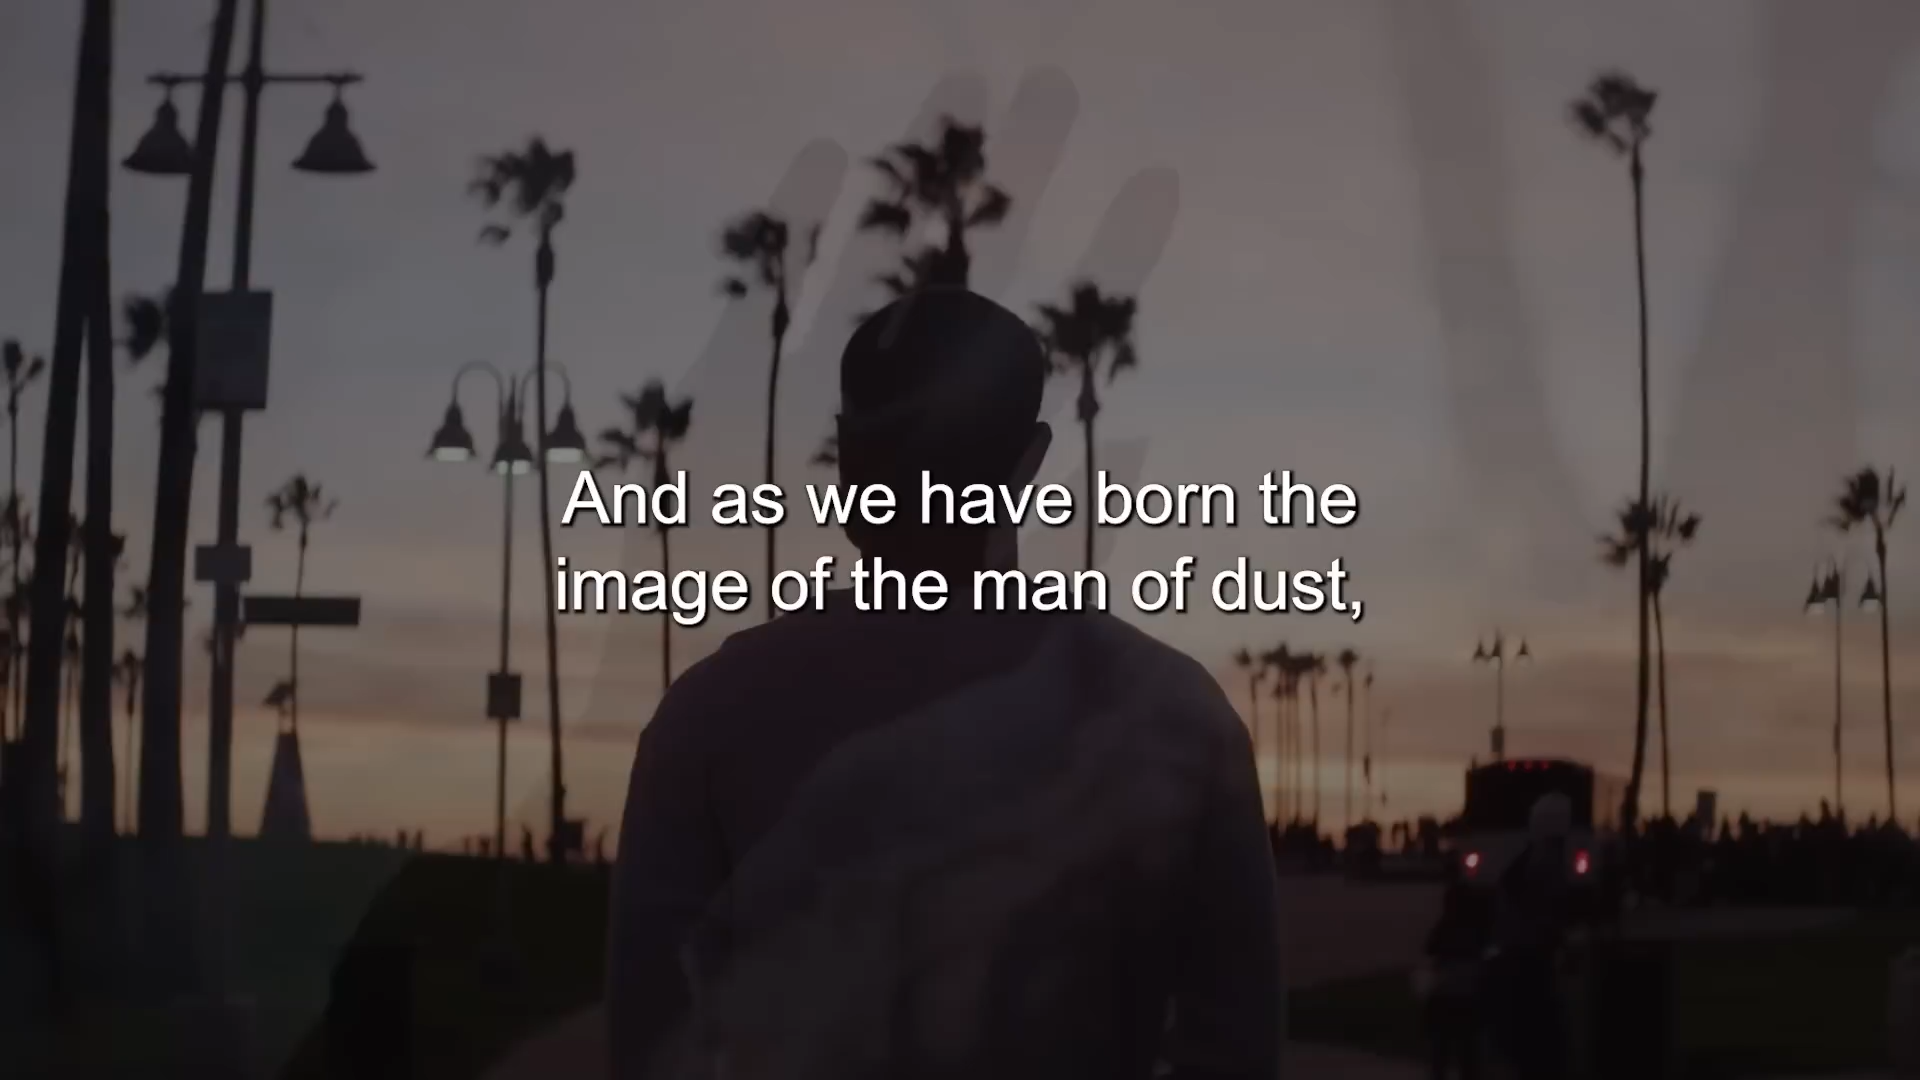 And as we have born the
image of the man of dust,